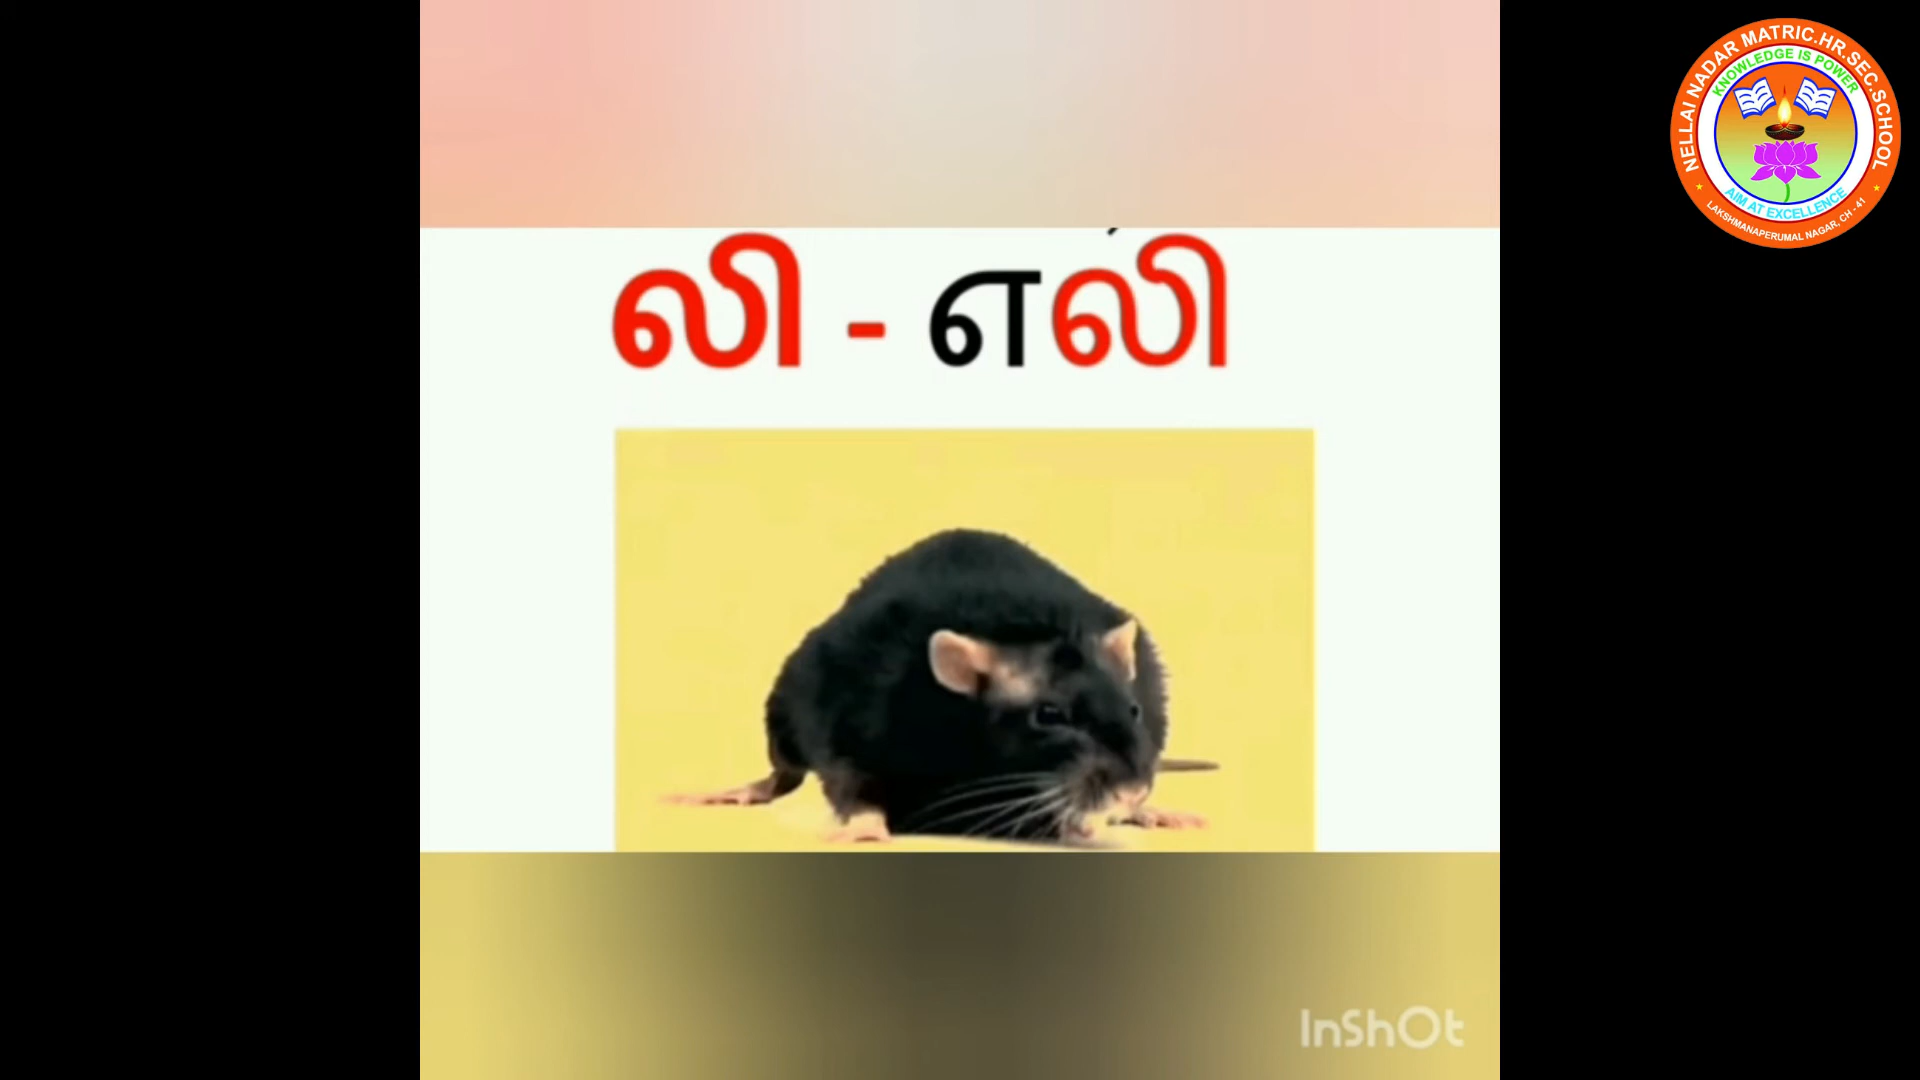 லி - எலி
NELLAI NADAR MATRIC.HR.SEC.SCHOOL
KNOWLEDGE IS POWER
AIM AT EXCELLENCE
LAKSHMANAPERUMAL NAGAR, CH - 41
InShOt